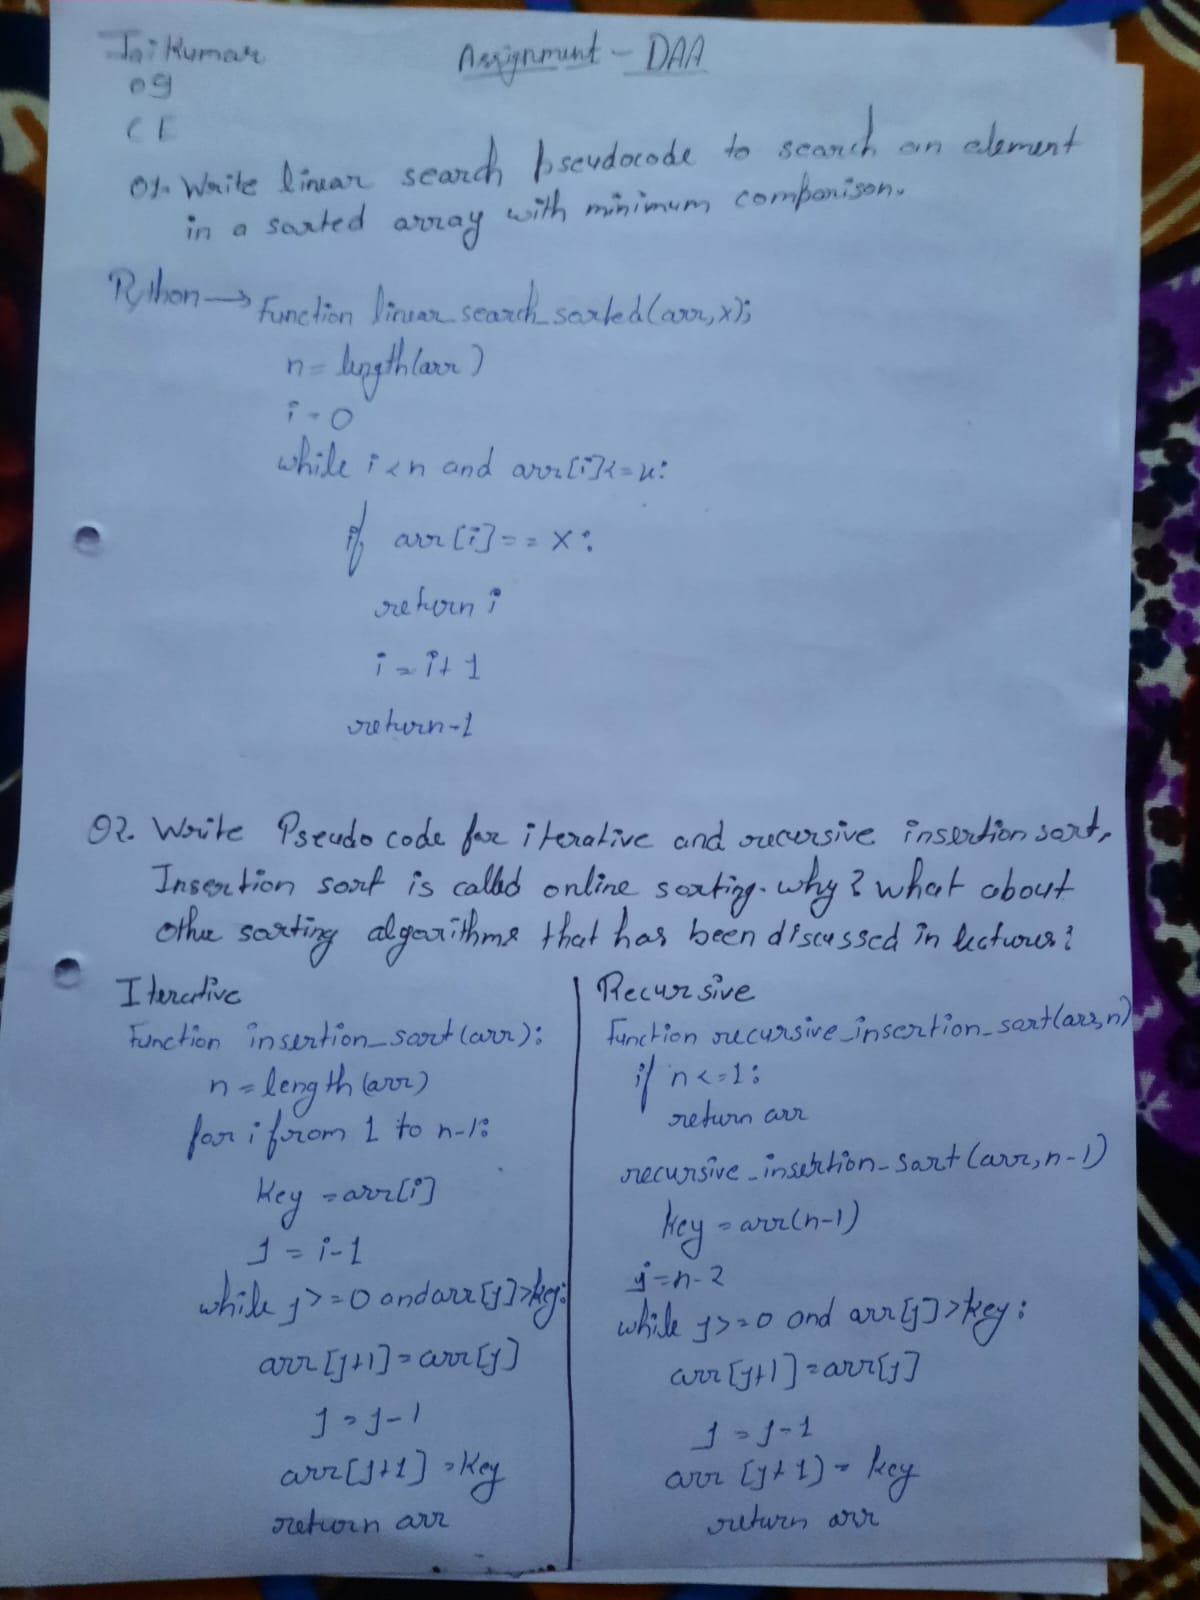 Jai Kumar
09
CE
Assignment - DAA
01. Write linear search pseudocode to search an element
in a sorted array with minimum comparison.
Python → Function linear_search_sorted(arr,x);
n = length(arr)
i = 0
while i<n and arr[i]<=x:
if arr[i]==x:
return i
i = i+1
return-1
02. Write Pseudo code for iterative and recursive insertion sort,
Insertion sort is called online sorting. why? what about
other sorting algorithms that has been discussed in lectures?
Iterative
Function insertion_sort(arr):
n = length(arr)
for i from 1 to n-1:
Key = arr[i]
J = i-1
while j>=0 and arr[j]>key:
arr[j+1]=arr[j]
J = J-1
arr[J+1] = Key
return arr
Recursive
Function recursive_insertion_sort(arr,n)
if n<=1:
return arr
recursive_insertion_sort(arr,n-1)
key = arr(n-1)
j=n-2
while j>=0 and arr[j]>key:
arr[j+1]=arr[j]
J = J-1
arr [j+1) = key
return arr